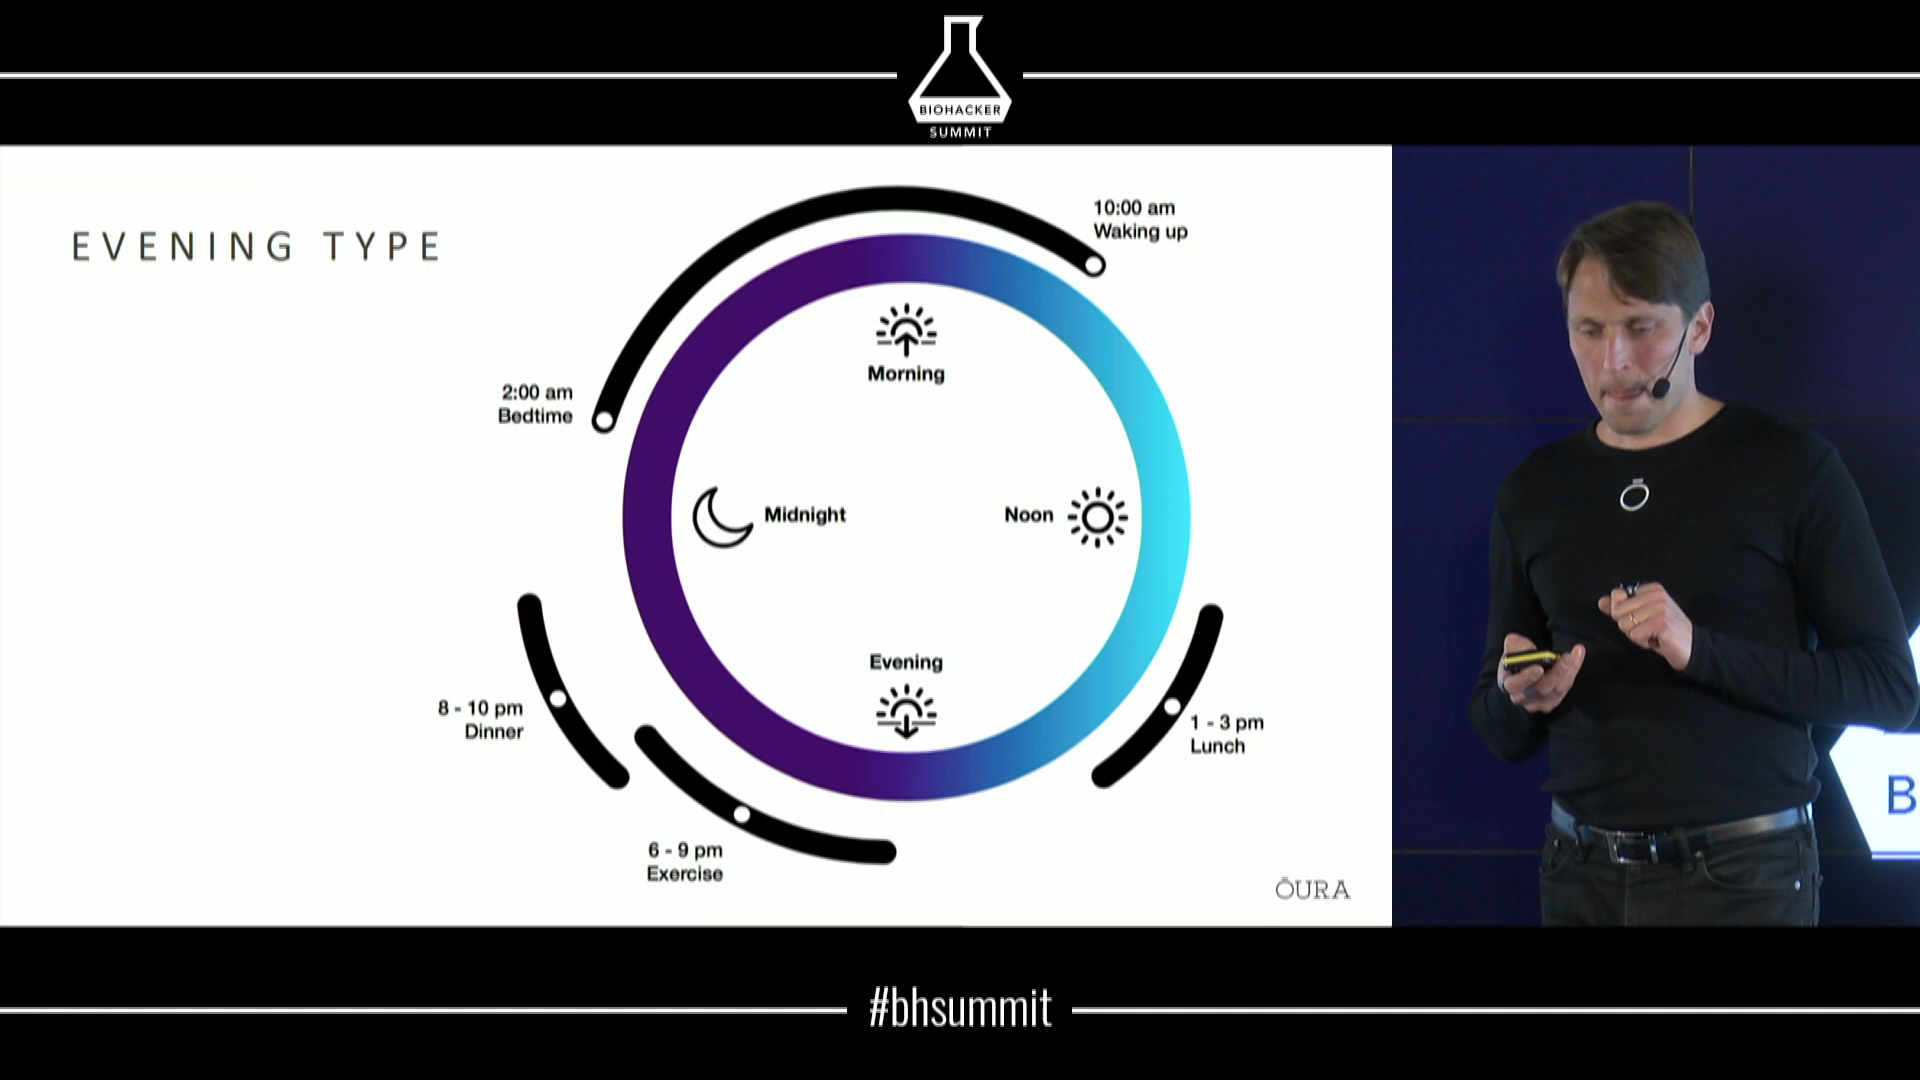 BIOHACKER
SUMMIT
EVENING TYPE
10:00 am
Waking up
Morning
2:00 am
Bedtime
Midnight
Noon
Evening
8 - 10 pm
Dinner
1 - 3 pm
Lunch
6 - 9 pm
Exercise
ŌURA
B
#bhsummit